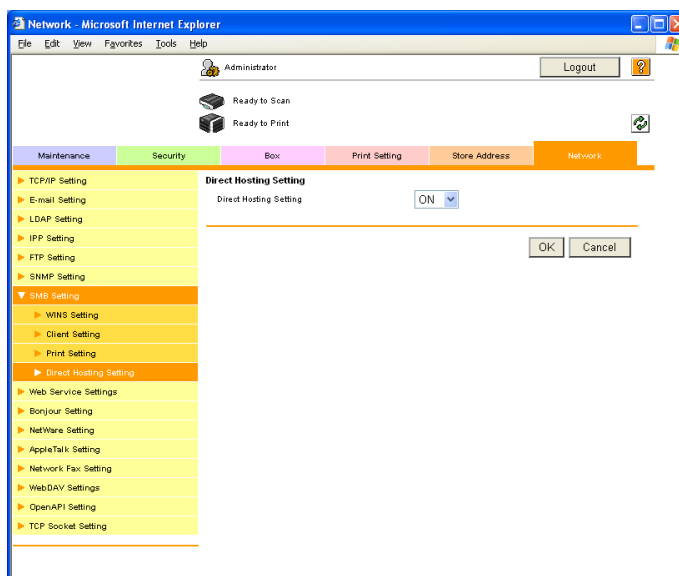 Network - Microsoft Internet Explorer
File Edit View Favorites Tools Help
Administrator
Logout
?
Ready to Scan
Ready to Print
Maintenance Security Box Print Setting Store Address Network
TCP/IP Setting
E-mail Setting
LDAP Setting
IPP Setting
FTP Setting
SNMP Setting
SMB Setting
WINS Setting
Client Setting
Print Setting
Direct Hosting Setting
Web Service Settings
Bonjour Setting
NetWare Setting
AppleTalk Setting
Network Fax Setting
WebDAV Settings
OpenAPI Setting
TCP Socket Setting
Direct Hosting Setting
Direct Hosting Setting ON
OK Cancel